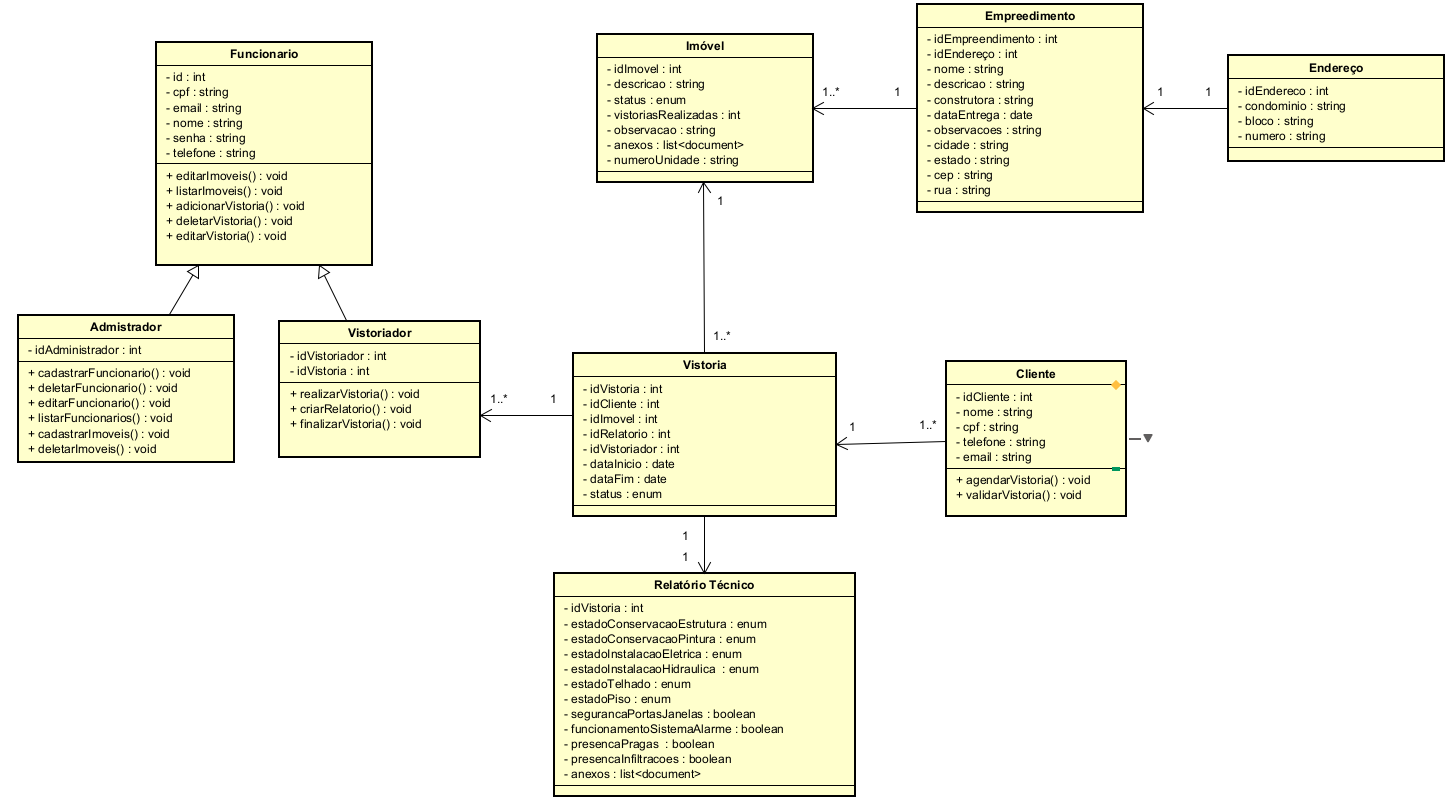 Funcionario
- id : int
- cpf : string
- email : string
- nome : string
- senha : string
- telefone : string
+ editarImoveis() : void
+ listarImoveis() : void
+ adicionarVistoria() : void
+ deletarVistoria() : void
+ editarVistoria() : void
Imóvel
- idImovel : int
- descricao : string
- status : enum
- vistoriasRealizadas : int
- observacao : string
- anexos : list<document>
- numeroUnidade : string
1..*
1
Empreedimento
- idEmpreendimento : int
- idEndereço : int
- nome : string
- descricao : string
- construtora : string
- dataEntrega : date
- observacoes : string
- cidade : string
- estado : string
- cep : string
- rua : string
1
1
Endereço
- idEndereco : int
- condominio : string
- bloco : string
- numero : string
1
1..*
Admistrador
- idAdministrador : int
+ cadastrarFuncionario() : void
+ deletarFuncionario() : void
+ editarFuncionario() : void
+ listarFuncionarios() : void
+ cadastrarImoveis() : void
+ deletarImoveis() : void
Vistoriador
- idVistoriador : int
- idVistoria : int
+ realizarVistoria() : void
+ criarRelatorio() : void
+ finalizarVistoria() : void
1..*
1
Vistoria
- idVistoria : int
- idCliente : int
- idImovel : int
- idRelatorio : int
- idVistoriador : int
- dataInicio : date
- dataFim : date
- status : enum
1
1..*
Cliente
- idCliente : int
- nome : string
- cpf : string
- telefone : string
- email : string
+ agendarVistoria() : void
+ validarVistoria() : void
1
1
Relatório Técnico
- idVistoria : int
- estadoConservacaoEstrutura : enum
- estadoConservacaoPintura : enum
- estadoInstalacaoEletrica : enum
- estadoInstalacaoHidraulica : enum
- estadoTelhado : enum
- estadoPiso : enum
- segurancaPortasJanelas : boolean
- funcionamentoSistemaAlarme : boolean
- presencaPragas : boolean
- presencaInfiltracoes : boolean
- anexos : list<document>